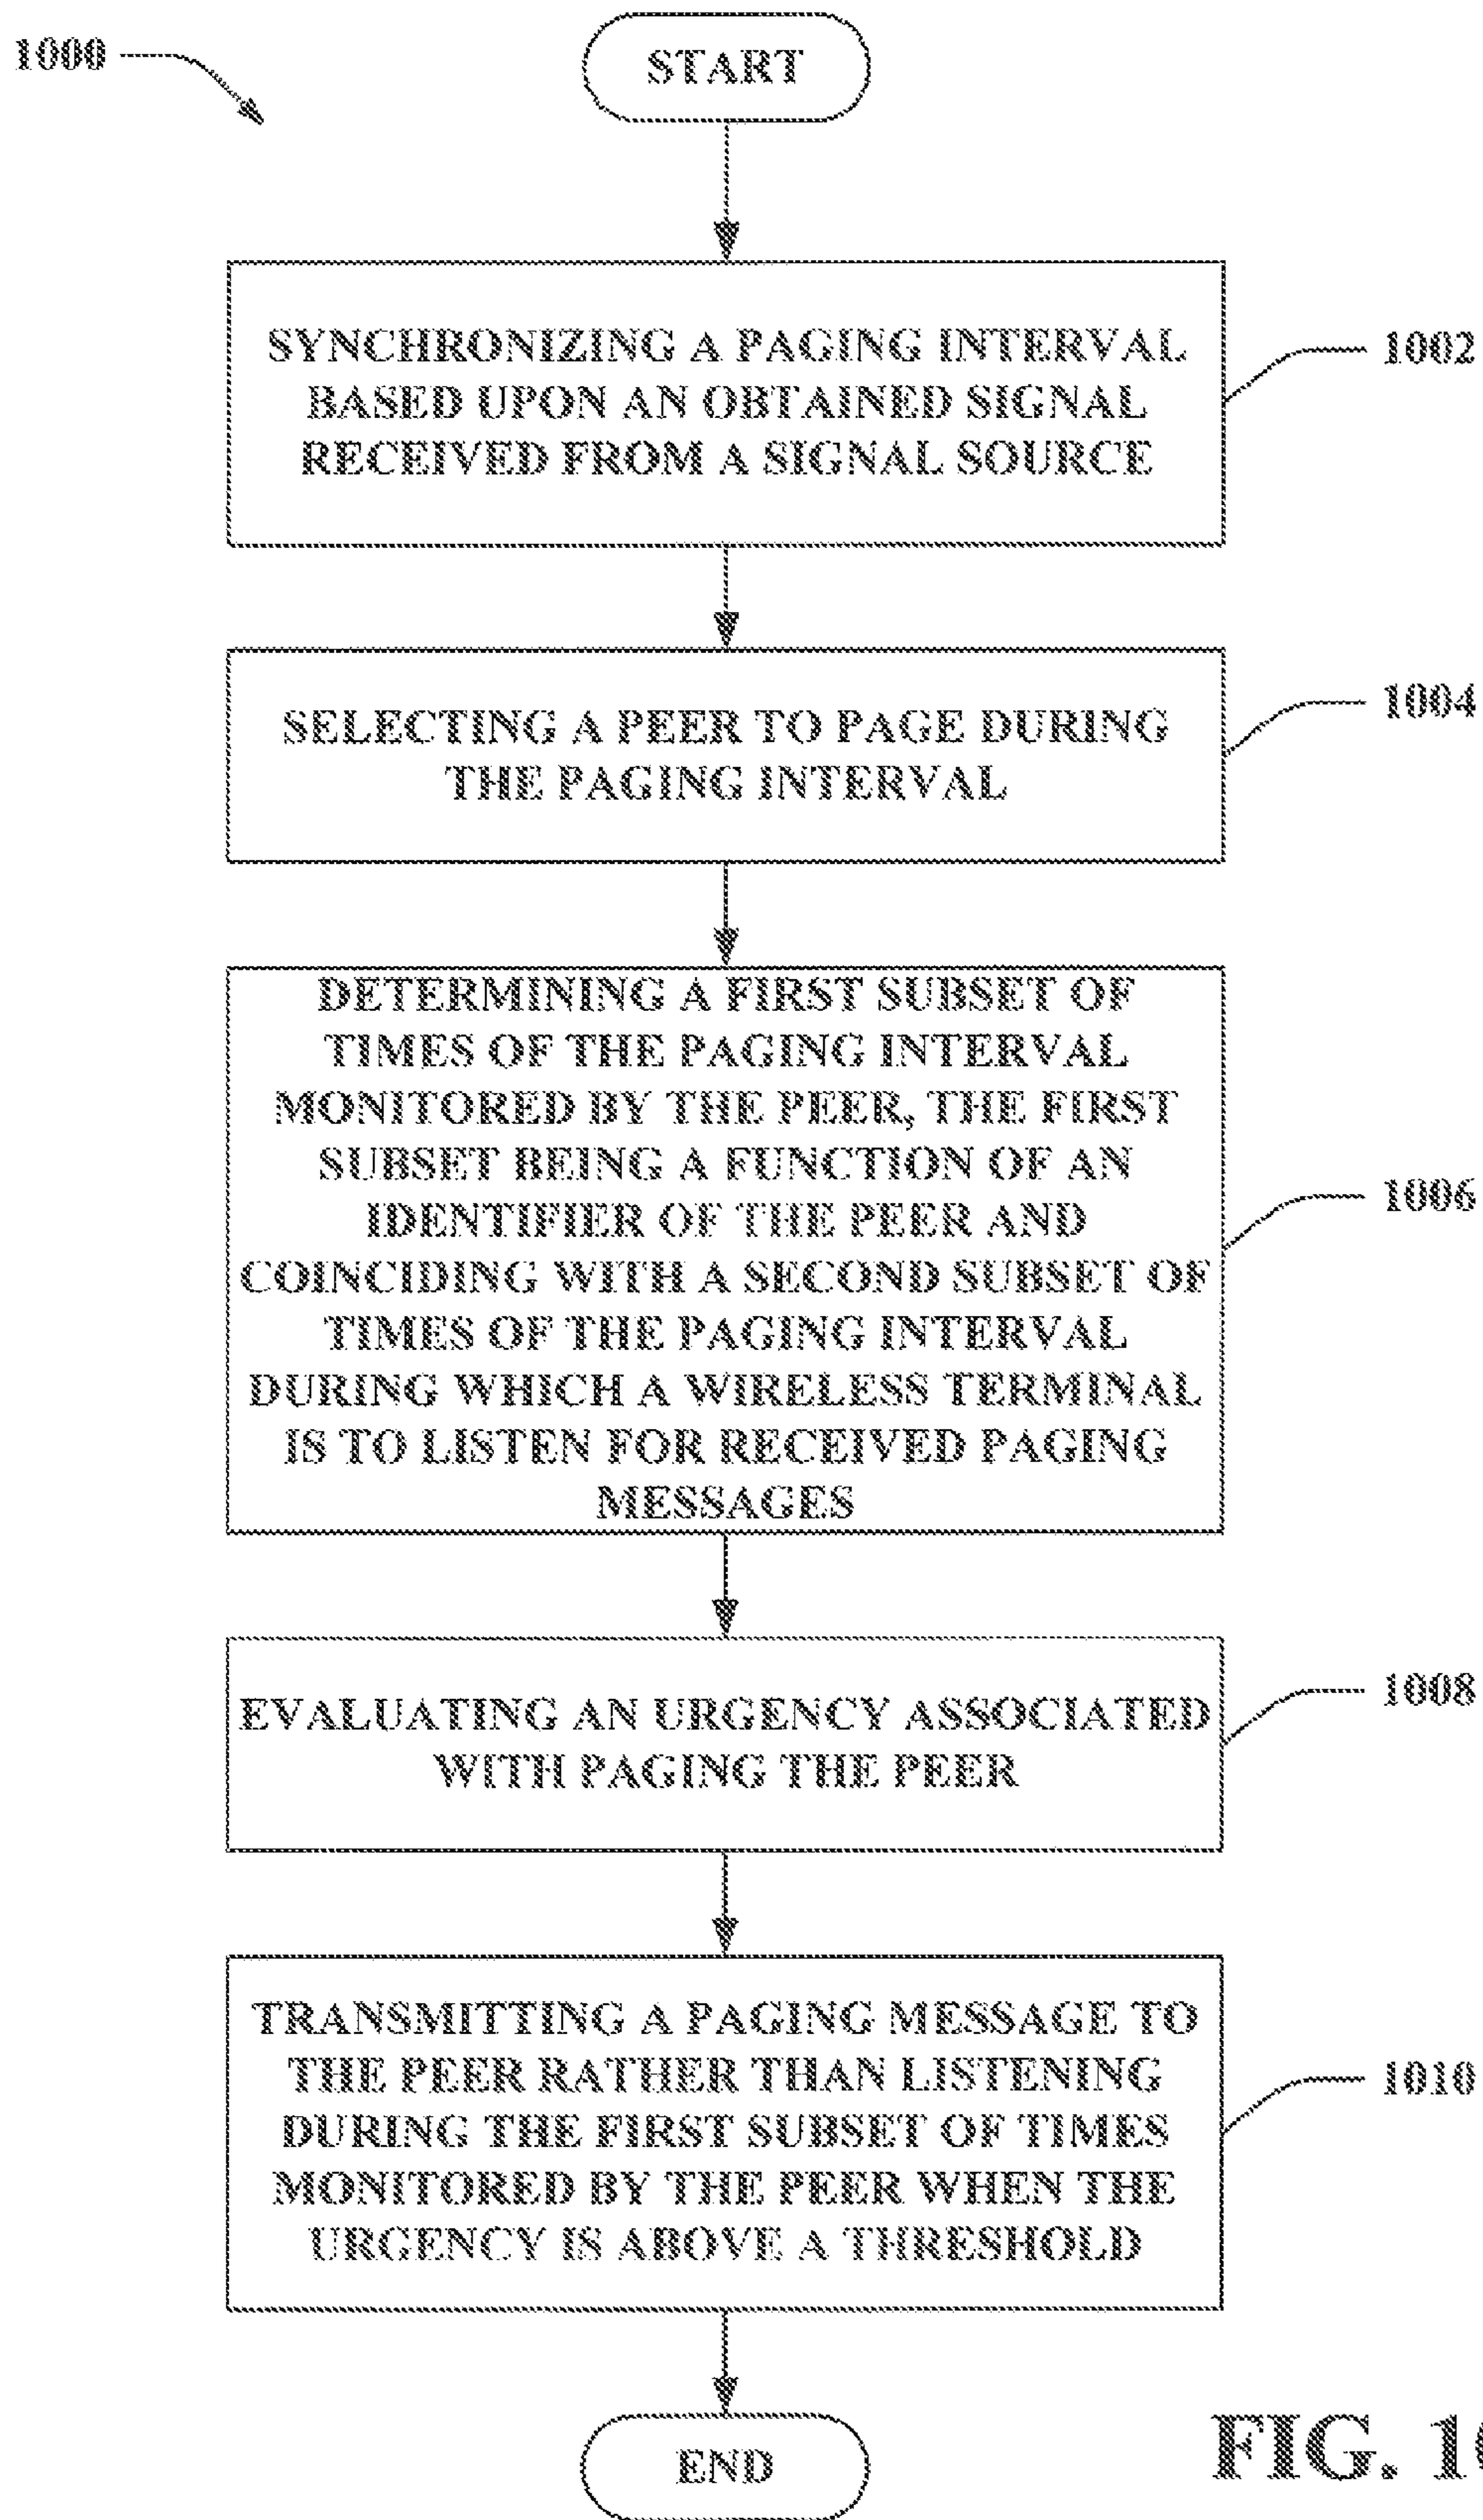 1000
START
SYNCHRONIZING A PAGING INTERVAL
BASED UPON AN OBTAINED SIGNAL
RECEIVED FROM A SIGNAL SOURCE
1002
SELECTING A PEER TO PAGE DURING
THE PAGING INTERVAL
1004
DETERMINING A FIRST SUBSET OF
TIMES OF THE PAGING INTERVAL
MONITORED BY THE PEER, THE FIRST
SUBSET BEING A FUNCTION OF AN
IDENTIFIER OF THE PEER AND
COINCIDING WITH A SECOND SUBSET OF
TIMES OF THE PAGING INTERVAL
DURING WHICH A WIRELESS TERMINAL
IS TO LISTEN FOR RECEIVED PAGING
MESSAGES
1006
EVALUATING AN URGENCY ASSOCIATED
WITH PAGING THE PEER
1008
TRANSMITTING A PAGING MESSAGE TO
THE PEER RATHER THAN LISTENING
DURING THE FIRST SUBSET OF TIMES
MONITORED BY THE PEER WHEN THE
URGENCY IS ABOVE A THRESHOLD
1010
END
FIG. 10